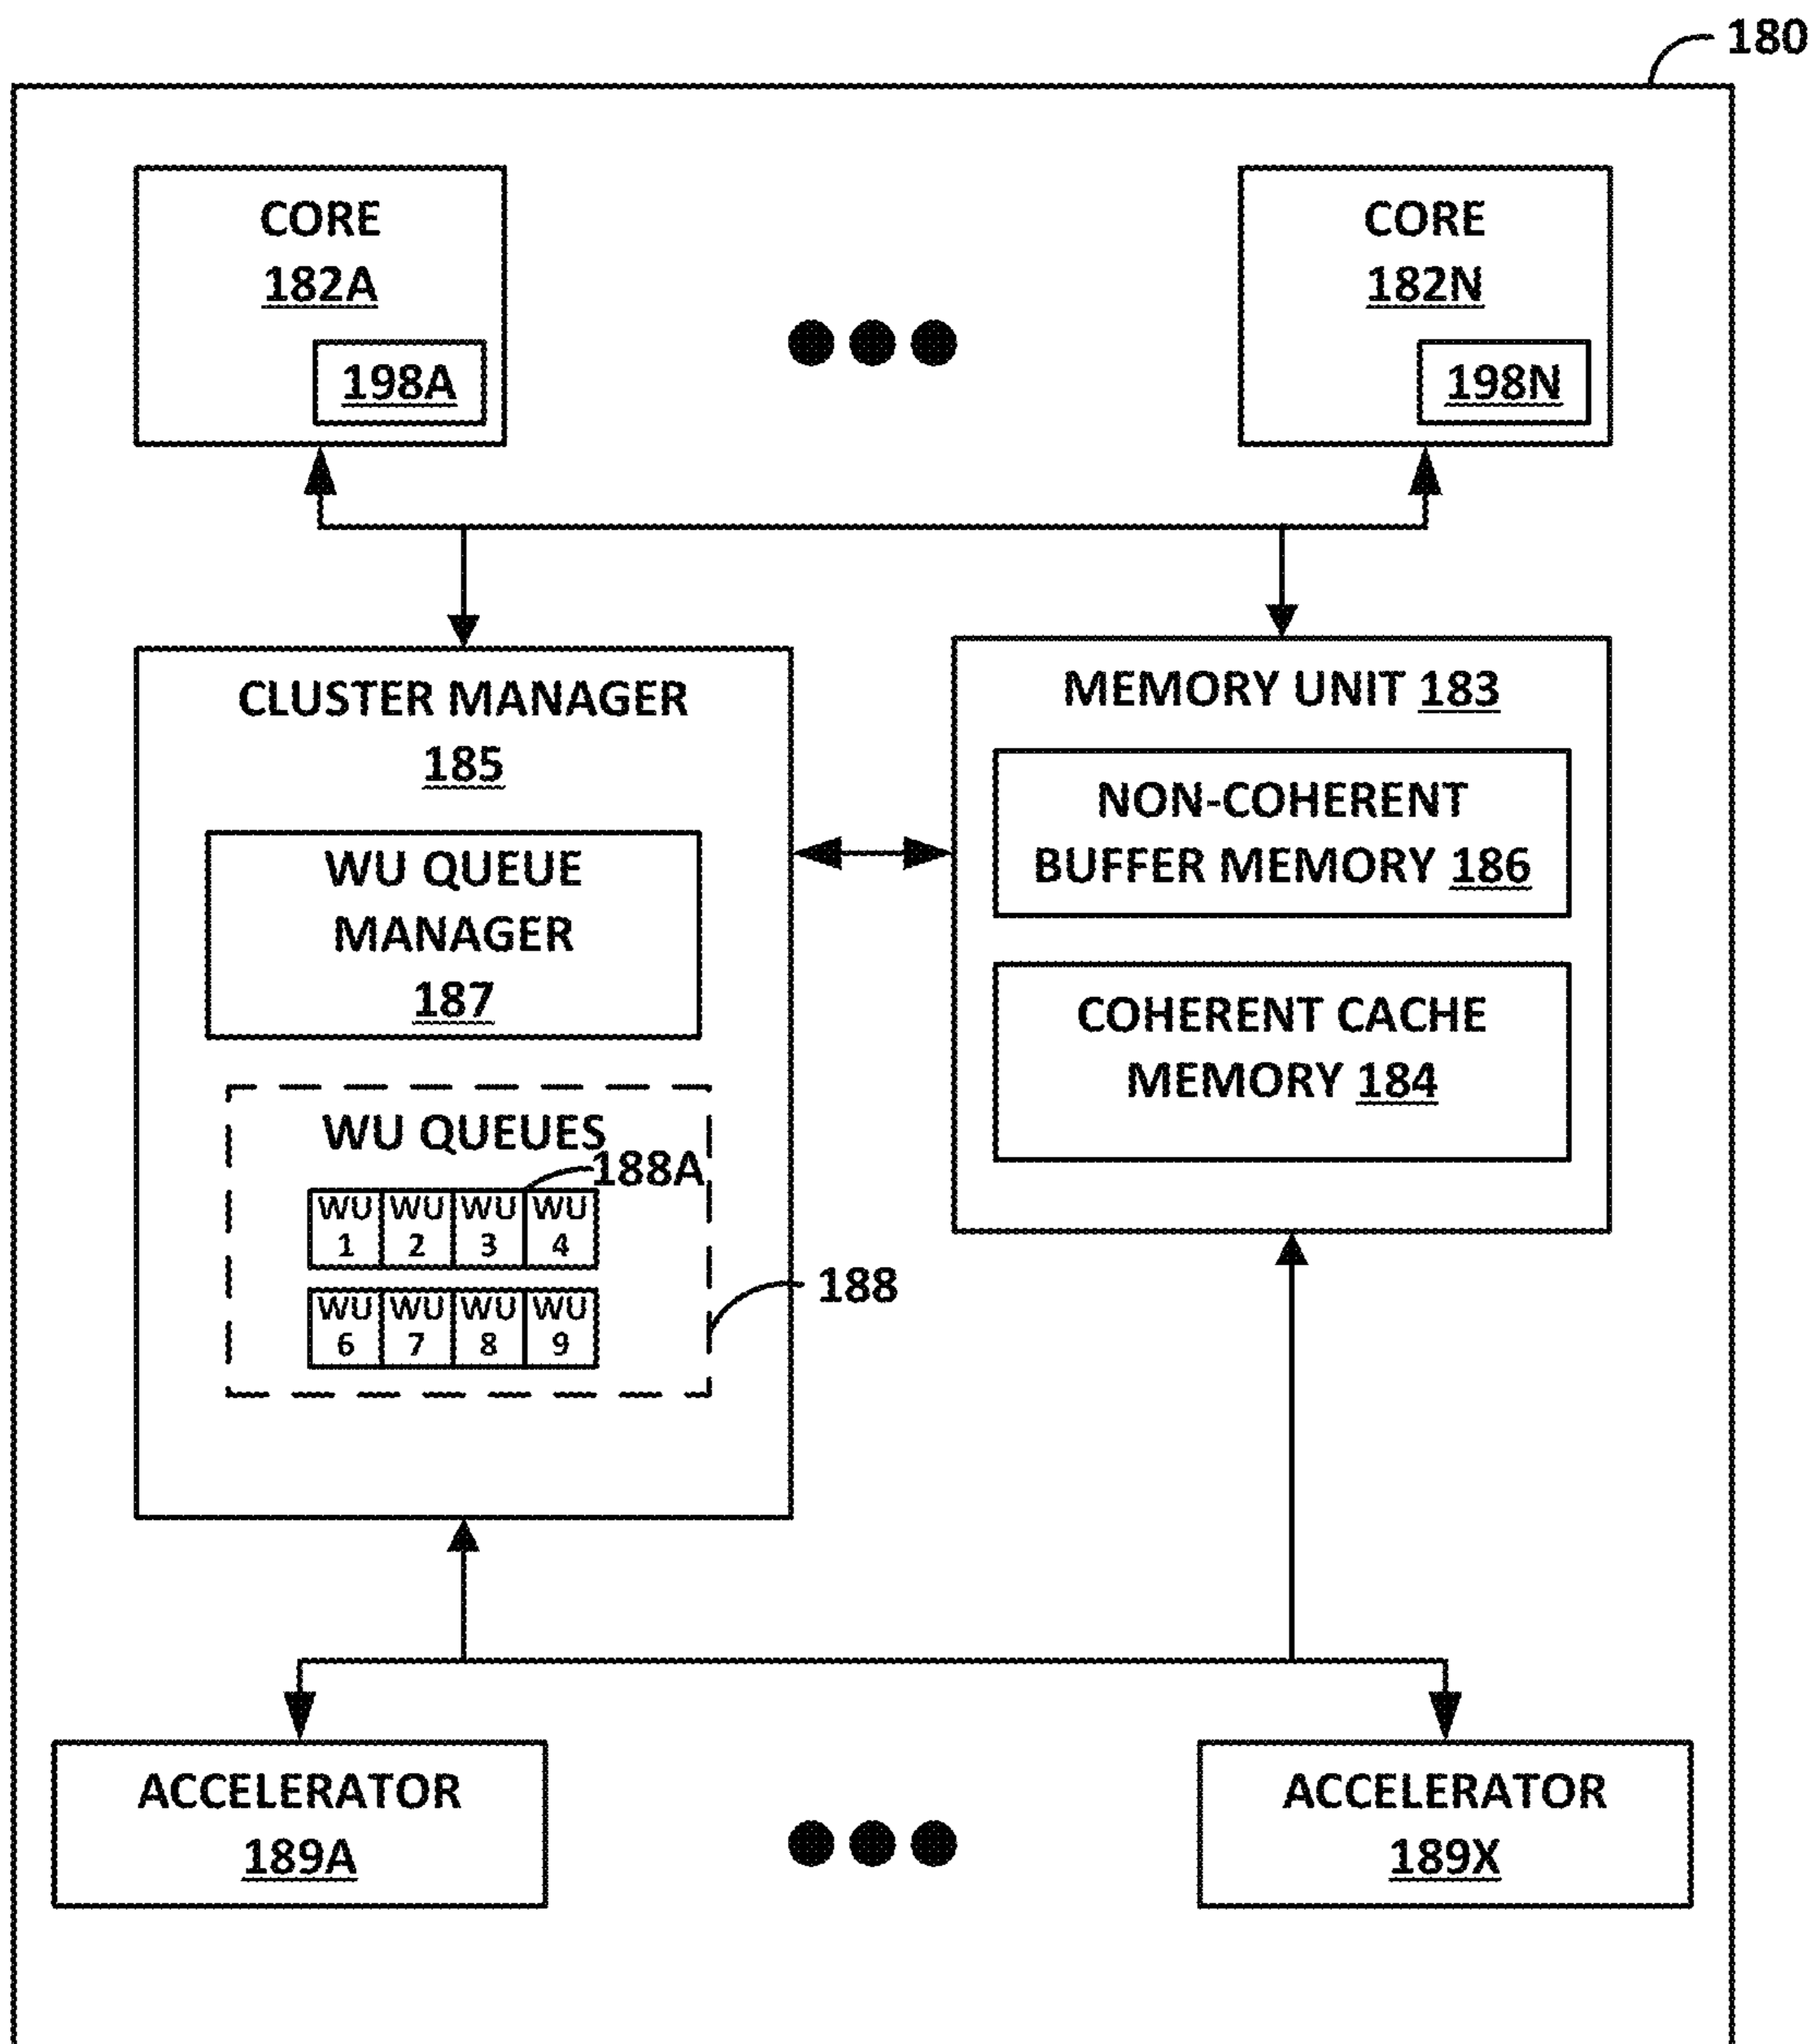 180
CORE
182A
198A
CORE
182N
198N
CLUSTER MANAGER
185
WU QUEUE
MANAGER
187
WU QUEUES
188A
WU WU WU WU
1 2 3 4
WU WU WU WU
6 7 8 9
188
MEMORY UNIT 183
NON-COHERENT
BUFFER MEMORY 186
COHERENT CACHE
MEMORY 184
ACCELERATOR
189A
ACCELERATOR
189X